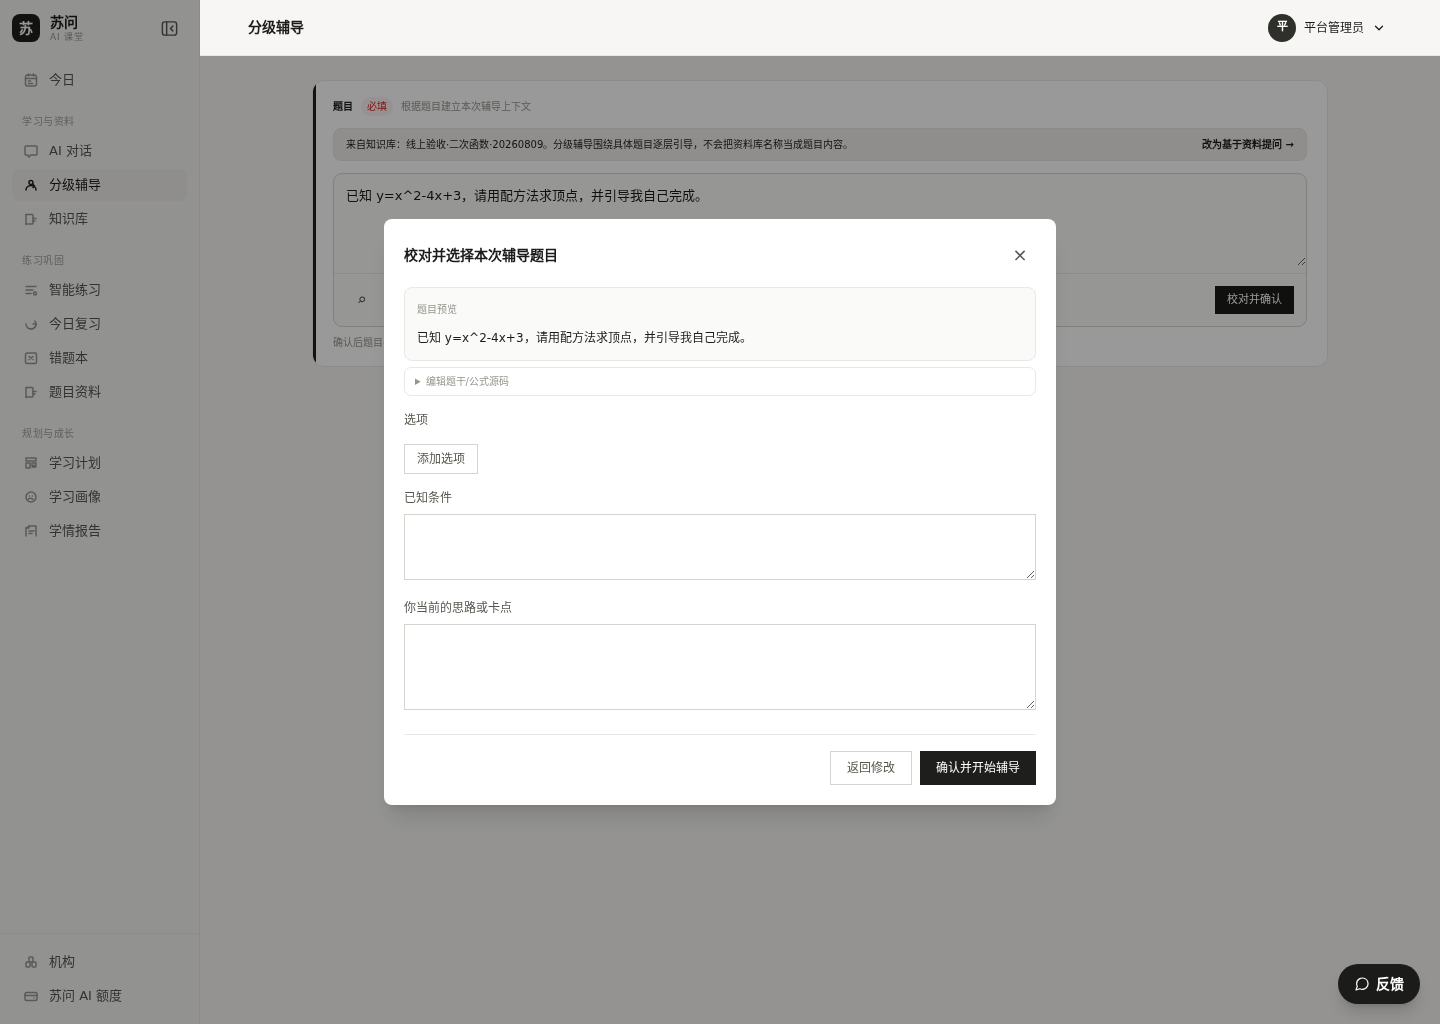 苏
苏问
AI 课堂
今日
学习与资料
AI 对话
分级辅导
知识库
练习巩固
智能练习
今日复习
错题本
题目资料
规划与成长
学习计划
学习画像
学情报告
机构
苏问 AI 额度
分级辅导
平
平台管理员
题目 必填 根据题目建立本次辅导上下文
来自知识库：线上验收·二次函数·20260809。分级辅导围绕具体题目逐层引导，不会把资料库名称当成题目内容。
改为基于资料提问 →
已知 y=x^2-4x+3，请用配方法求顶点，并引导我自己完成。
校对并确认
确认后题目
校对并选择本次辅导题目
题目预览
已知 y=x^2-4x+3，请用配方法求顶点，并引导我自己完成。
编辑题干/公式源码
选项
添加选项
已知条件
你当前的思路或卡点
返回修改
确认并开始辅导
反馈